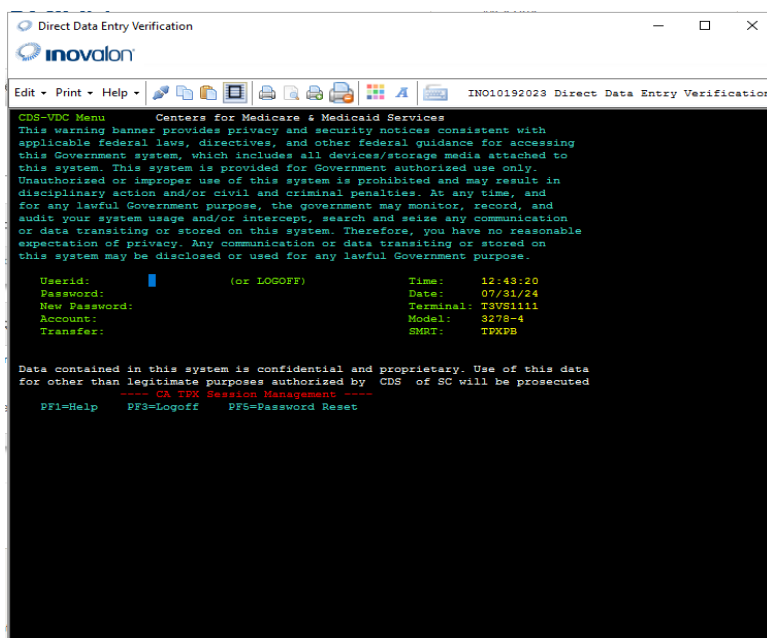 Direct Data Entry Verification
inovalon
Edit Print Help A INO10192023 Direct Data Entry Verification
CDS-VDC Menu Centers for Medicare & Medicaid Services
This warning banner provides privacy and security notices consistent with
applicable federal laws, directives, and other federal guidance for accessing
this Government system, which includes all devices/storage media attached to
this system. This system is provided for Government authorized use only.
Unauthorized or improper use of this system is prohibited and may result in
disciplinary action and/or civil and criminal penalties. At any time, and
for any lawful Government purpose, the government may monitor, record, and
audit your system usage and/or intercept, search and seize any communication
or data transiting or stored on this system. Therefore, you have no reasonable
expectation of privacy. Any communication or data transiting or stored on
this system may be disclosed or used for any lawful Government purpose.
Userid: (or LOGOFF) Time: 12:43:20
Password: Date: 07/31/24
New Password: Terminal: T3VS1111
Account: Model: 3278-4
Transfer: SMRT: TPXPB
Data contained in this system is confidential and proprietary. Use of this data
for other than legitimate purposes authorized by CDS of SC will be prosecuted
---- CA TPX Session Management ----
PF1=Help PF3=Logoff PF5=Password Reset